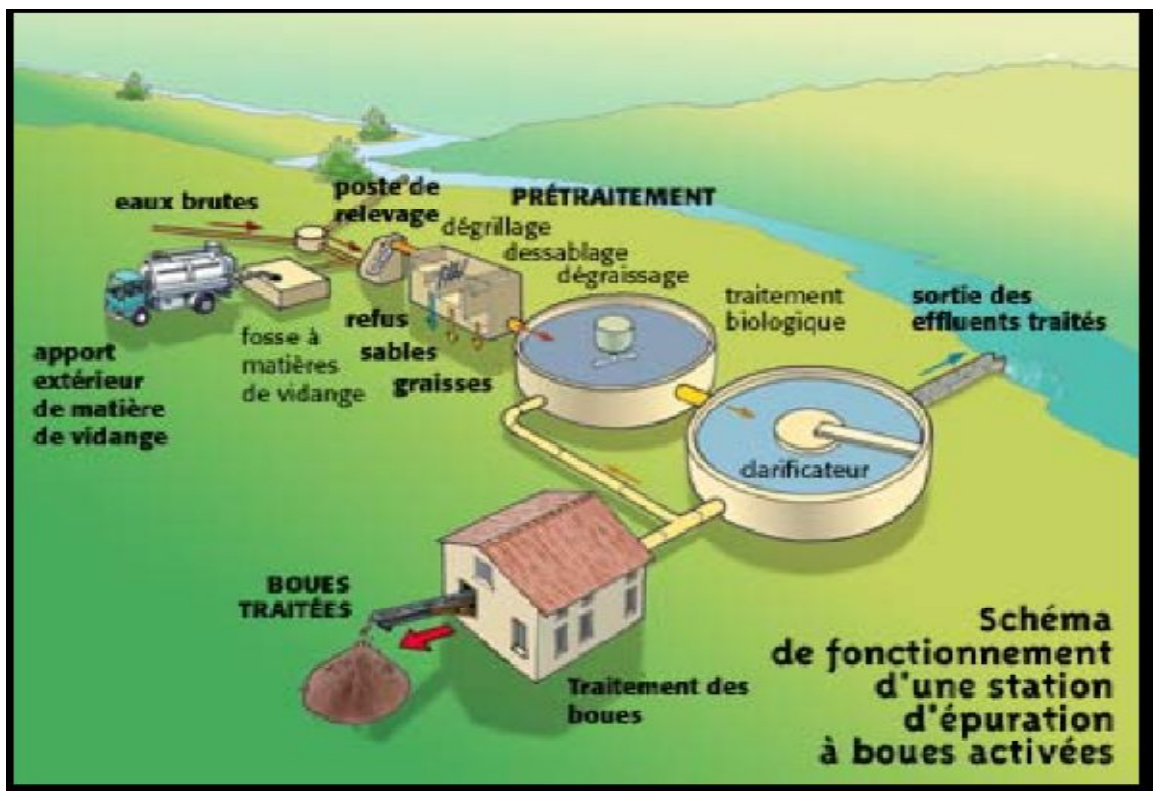 eaux brutes
poste de
relevage
PRÉTRAITEMENT
dégrillage
dessablage
dégraissage
traitement
biologique
sortie des
effluents traités
apport
extérieur
de matière
de vidange
fosse à
matières
de vidange
refus
sables
graisses
clarificateur
BOUES
TRAITÉES
Traitement des
boues
Schéma
de fonctionnement
d'une station
d'épuration
à boues activées